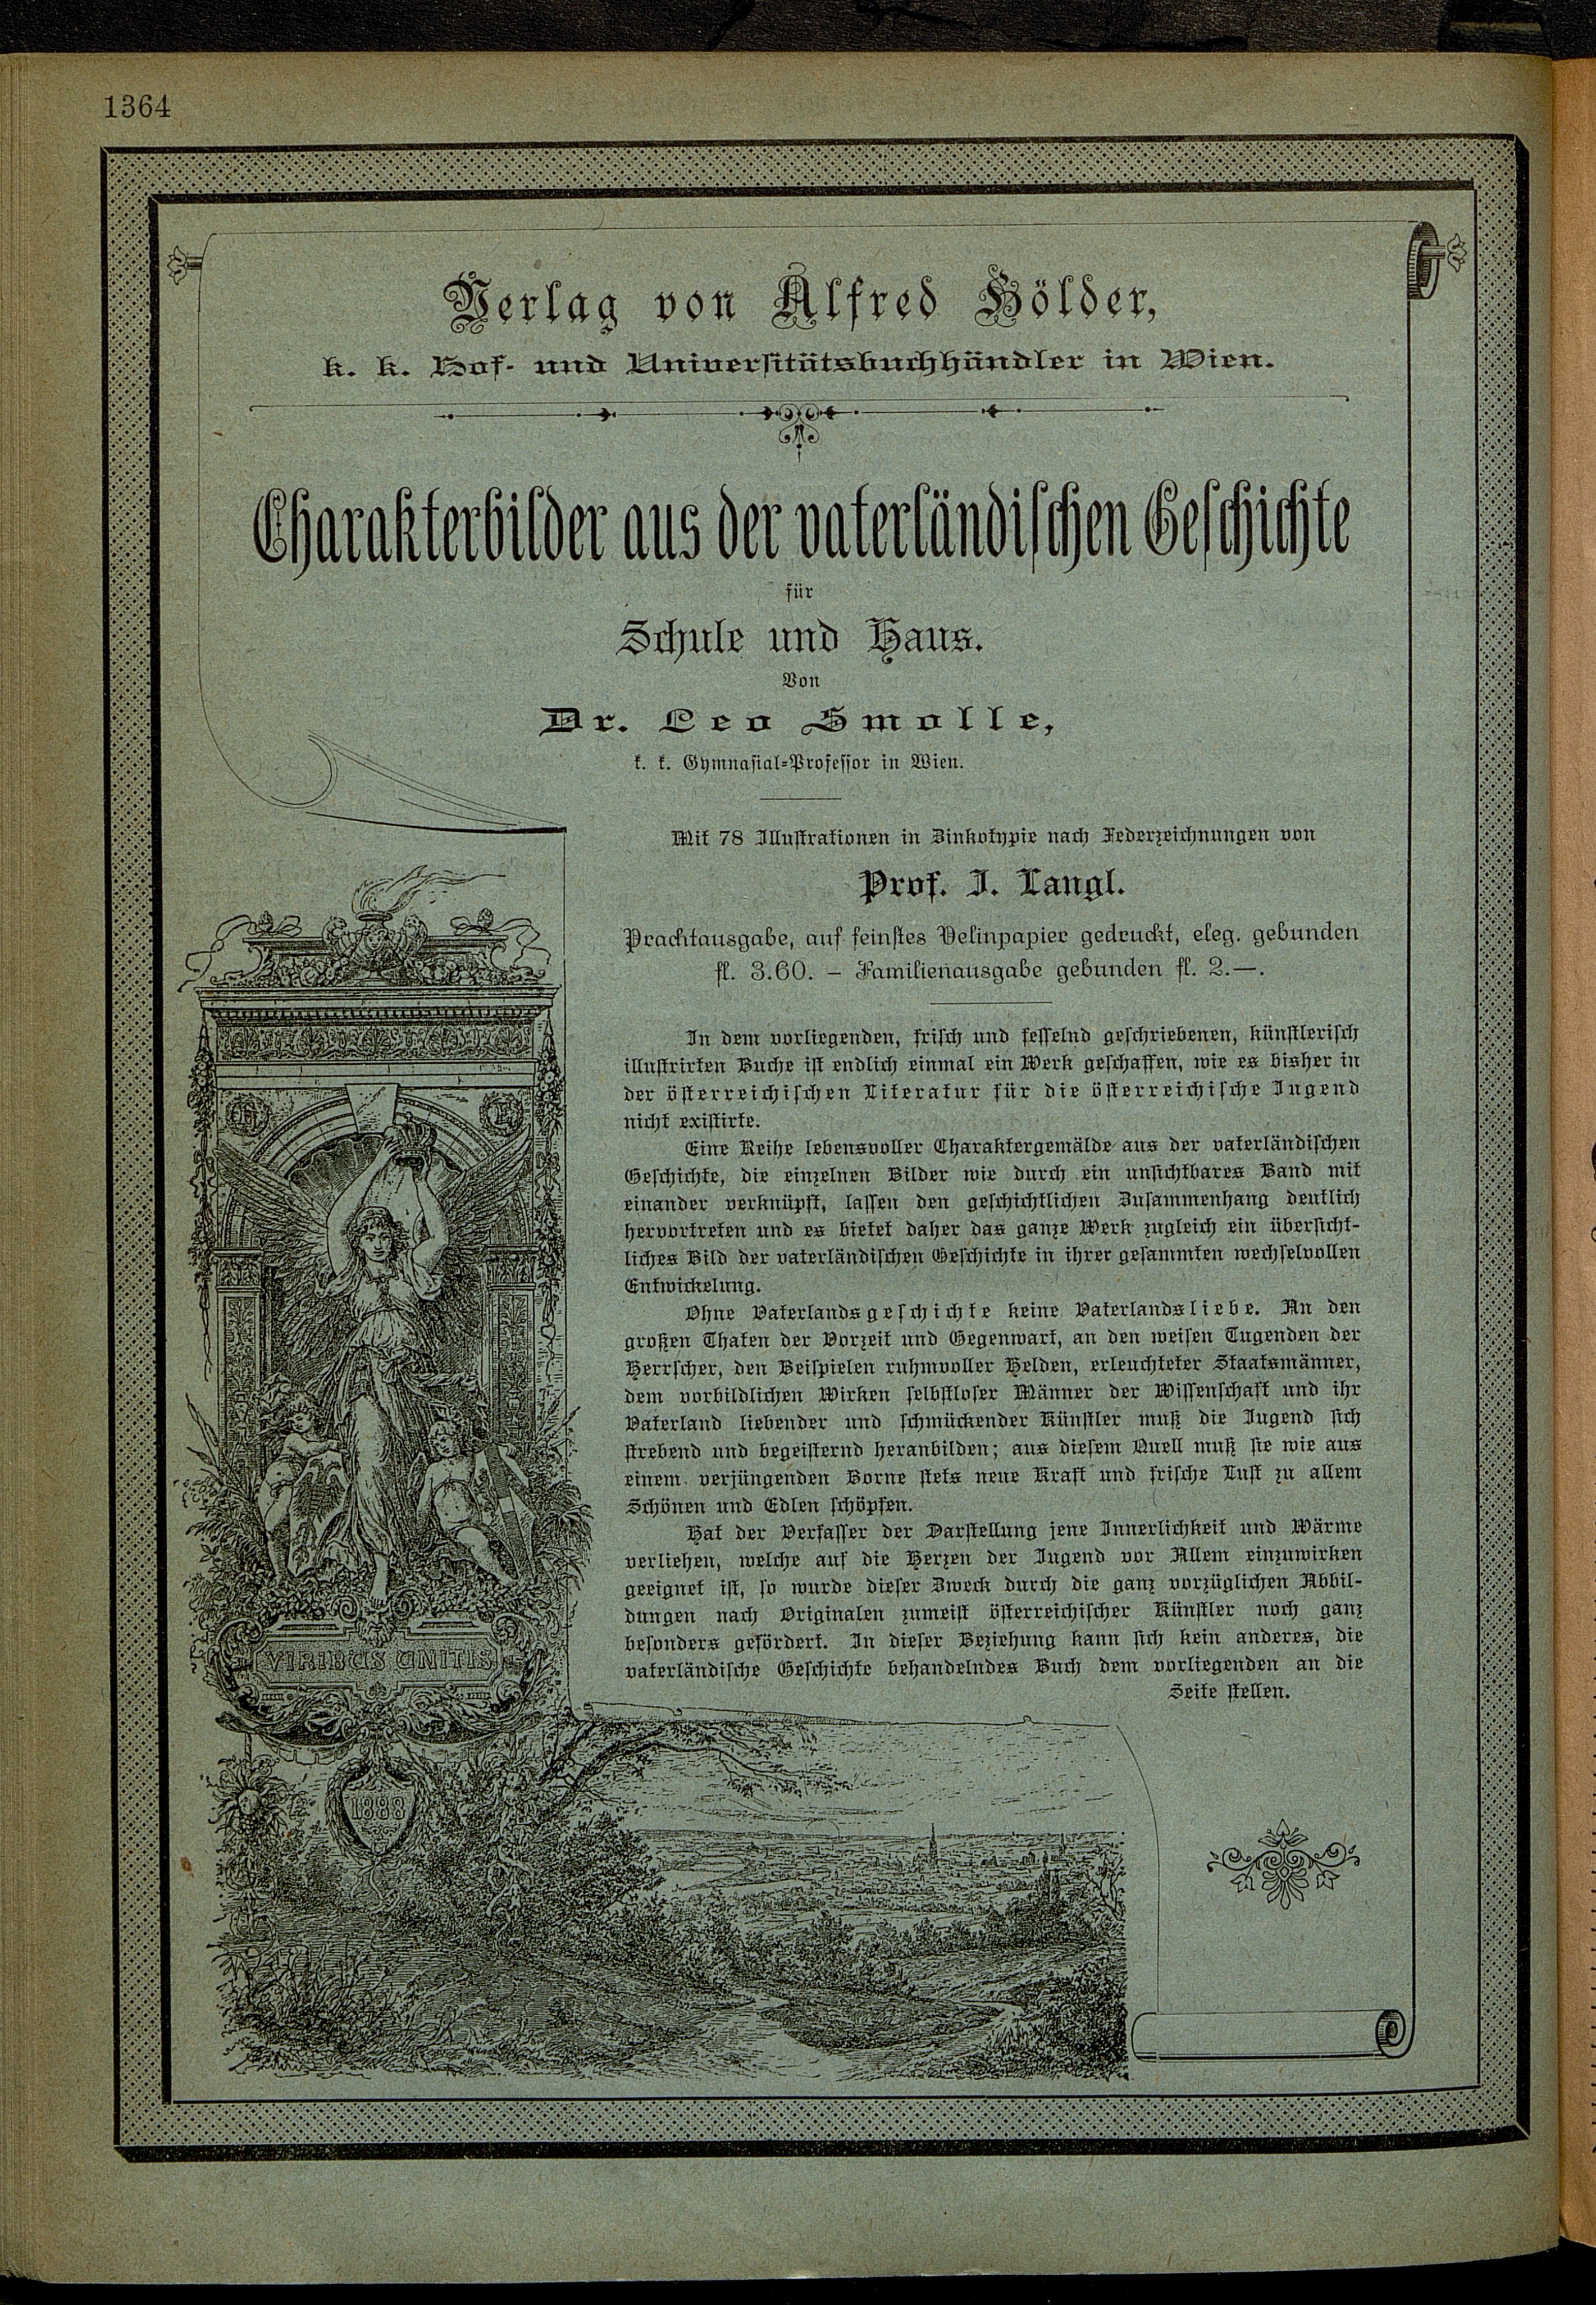 1364
Verlag von Alfred Hölder,
k. k. Hof- und Universitätsbuchhändler in Wien.
Charakterbilder aus der vaterländischen Geschichte
für
Schule und Haus.
Von
Dr. Leo Smolle,
k. k. Gymnasial-Professor in Wien.
Mit 78 Illustrationen in Zinkotypie nach Federzeichnungen von
Prof. J. Langl.
Prachtausgabe, auf feinstes Velinpapier gedruckt, eleg. gebunden
fl. 3.60. – Familienausgabe gebunden fl. 2.—.
In dem vorliegenden, frisch und fesselnd geschriebenen, künstlerisch
illustrirten Buche ist endlich einmal ein Werk geschaffen, wie es bisher in
der österreichischen Literatur für die österreichische Jugend
nicht existirte.
Eine Reihe lebensvoller Charaktergemälde aus der vaterländischen
Geschichte, die einzelnen Bilder wie durch ein unsichtbares Band mit
einander verknüpft, lassen den geschichtlichen Zusammenhang deutlich
hervortreten und es bietet daher das ganze Werk zugleich ein übersicht-
liches Bild der vaterländischen Geschichte in ihrer gesammten wechselvollen
Entwickelung.
Ohne Vaterlandsgeschichte keine Vaterlandsliebe. An den
großen Thaten der Vorzeit und Gegenwart, an den weisen Tugenden der
Herrscher, den Beispielen ruhmvoller Helden, erleuchteter Staatsmänner,
dem vorbildlichen Wirken selbstloser Männer der Wissenschaft und ihr
Vaterland liebender und schmückender Künstler muß die Jugend sich
strebend und begeisternd heranbilden; aus diesem Quell muß sie wie aus
einem verjüngenden Borne stets neue Kraft und frische Lust zu allem
Schönen und Edlen schöpfen.
Hat der Verfasser der Darstellung jene Innerlichkeit und Wärme
verliehen, welche auf die Herzen der Jugend vor Allem einzuwirken
geeignet ist, so wurde dieser Zweck durch die ganz vorzüglichen Abbil-
dungen nach Originalen zumeist österreichischer Künstler noch ganz
besonders gefördert. In dieser Beziehung kann sich kein anderes, die
vaterländische Geschichte behandelndes Buch dem vorliegenden an die
Seite stellen.
VIRIBUS UNITIS
1888